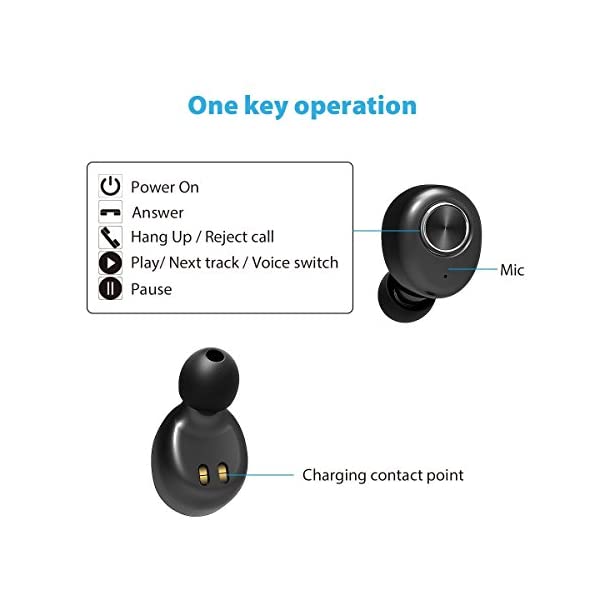 One key operation
Power On
Answer
Hang Up / Reject call
Play/ Next track / Voice switch
Pause
Mic
Charging contact point